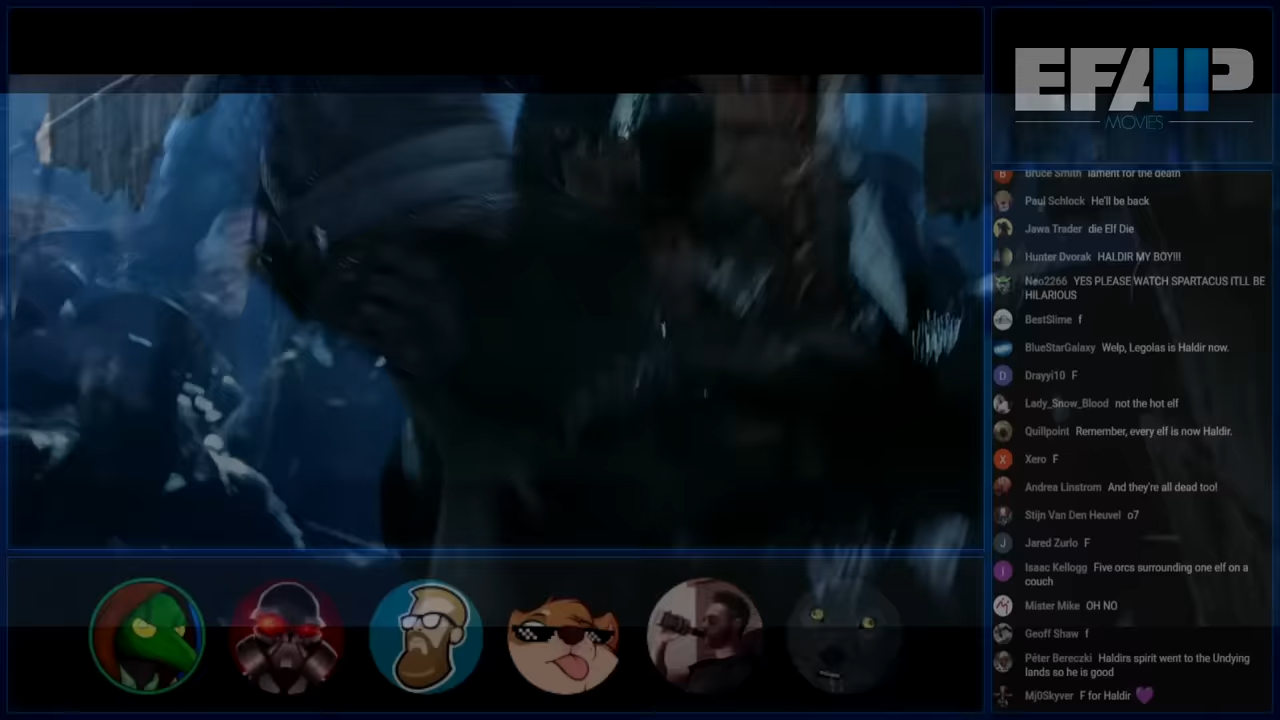 EFAP
MOVIES
Bruce Smith lament for the death
Paul Schlock He'll be back
Jawa Trader die Elf Die
Hunter Dvorak HALDIR MY BOY!!!
Neo2266 YES PLEASE WATCH SPARTACUS ITLL BE
HILARIOUS
BestSlime f
BlueStarGalaxy Welp, Legolas is Haldir now.
D Drayyi10 F
Lady_Snow_Blood not the hot elf
Quillpoint Remember, every elf is now Haldir.
X Xero F
Andrea Linstrom And they're all dead too!
Stijn Van Den Heuvel o7
J Jared Zurlo F
I Isaac Kellogg Five orcs surrounding one elf on a
couch
Mister Mike OH NO
Geoff Shaw f
Péter Bereczki Haldirs spirit went to the Undying
lands so he is good
Mj0Skyver F for Haldir 💜